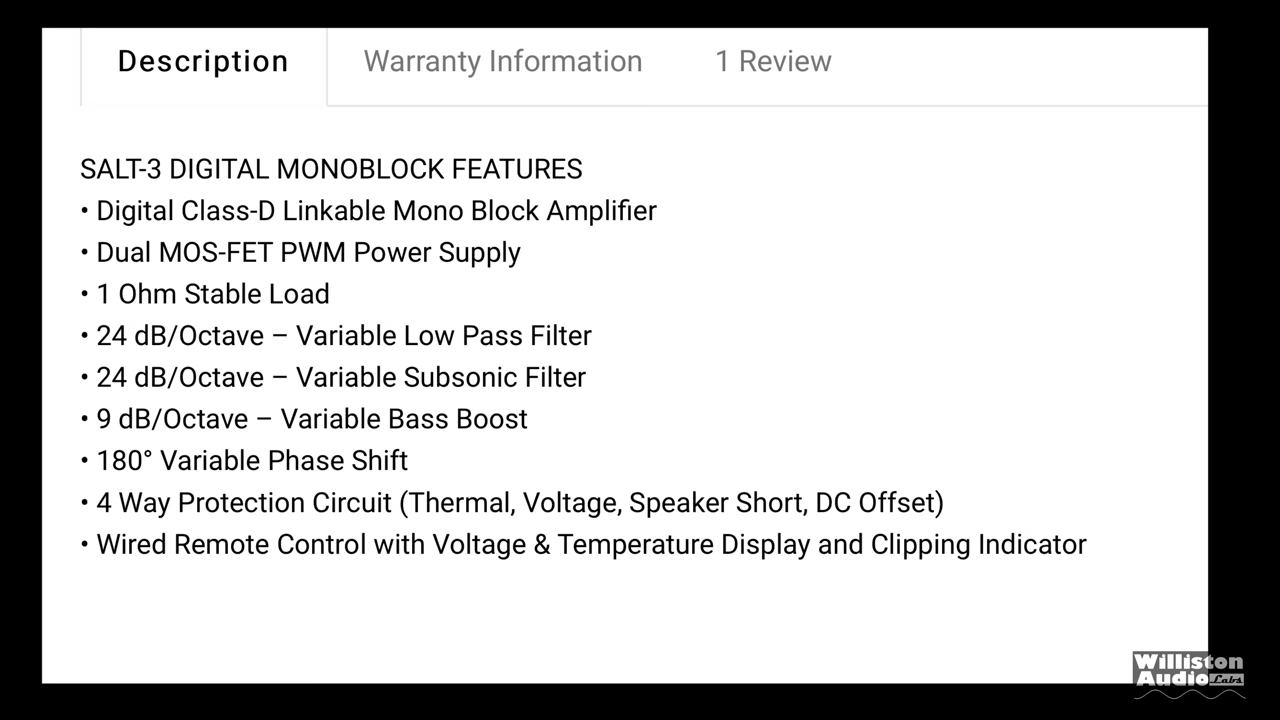 Description Warranty Information 1 Review
SALT-3 DIGITAL MONOBLOCK FEATURES
• Digital Class-D Linkable Mono Block Amplifier
• Dual MOS-FET PWM Power Supply
• 1 Ohm Stable Load
• 24 dB/Octave – Variable Low Pass Filter
• 24 dB/Octave – Variable Subsonic Filter
• 9 dB/Octave – Variable Bass Boost
• 180° Variable Phase Shift
• 4 Way Protection Circuit (Thermal, Voltage, Speaker Short, DC Offset)
• Wired Remote Control with Voltage & Temperature Display and Clipping Indicator
Williston
Audio Labs